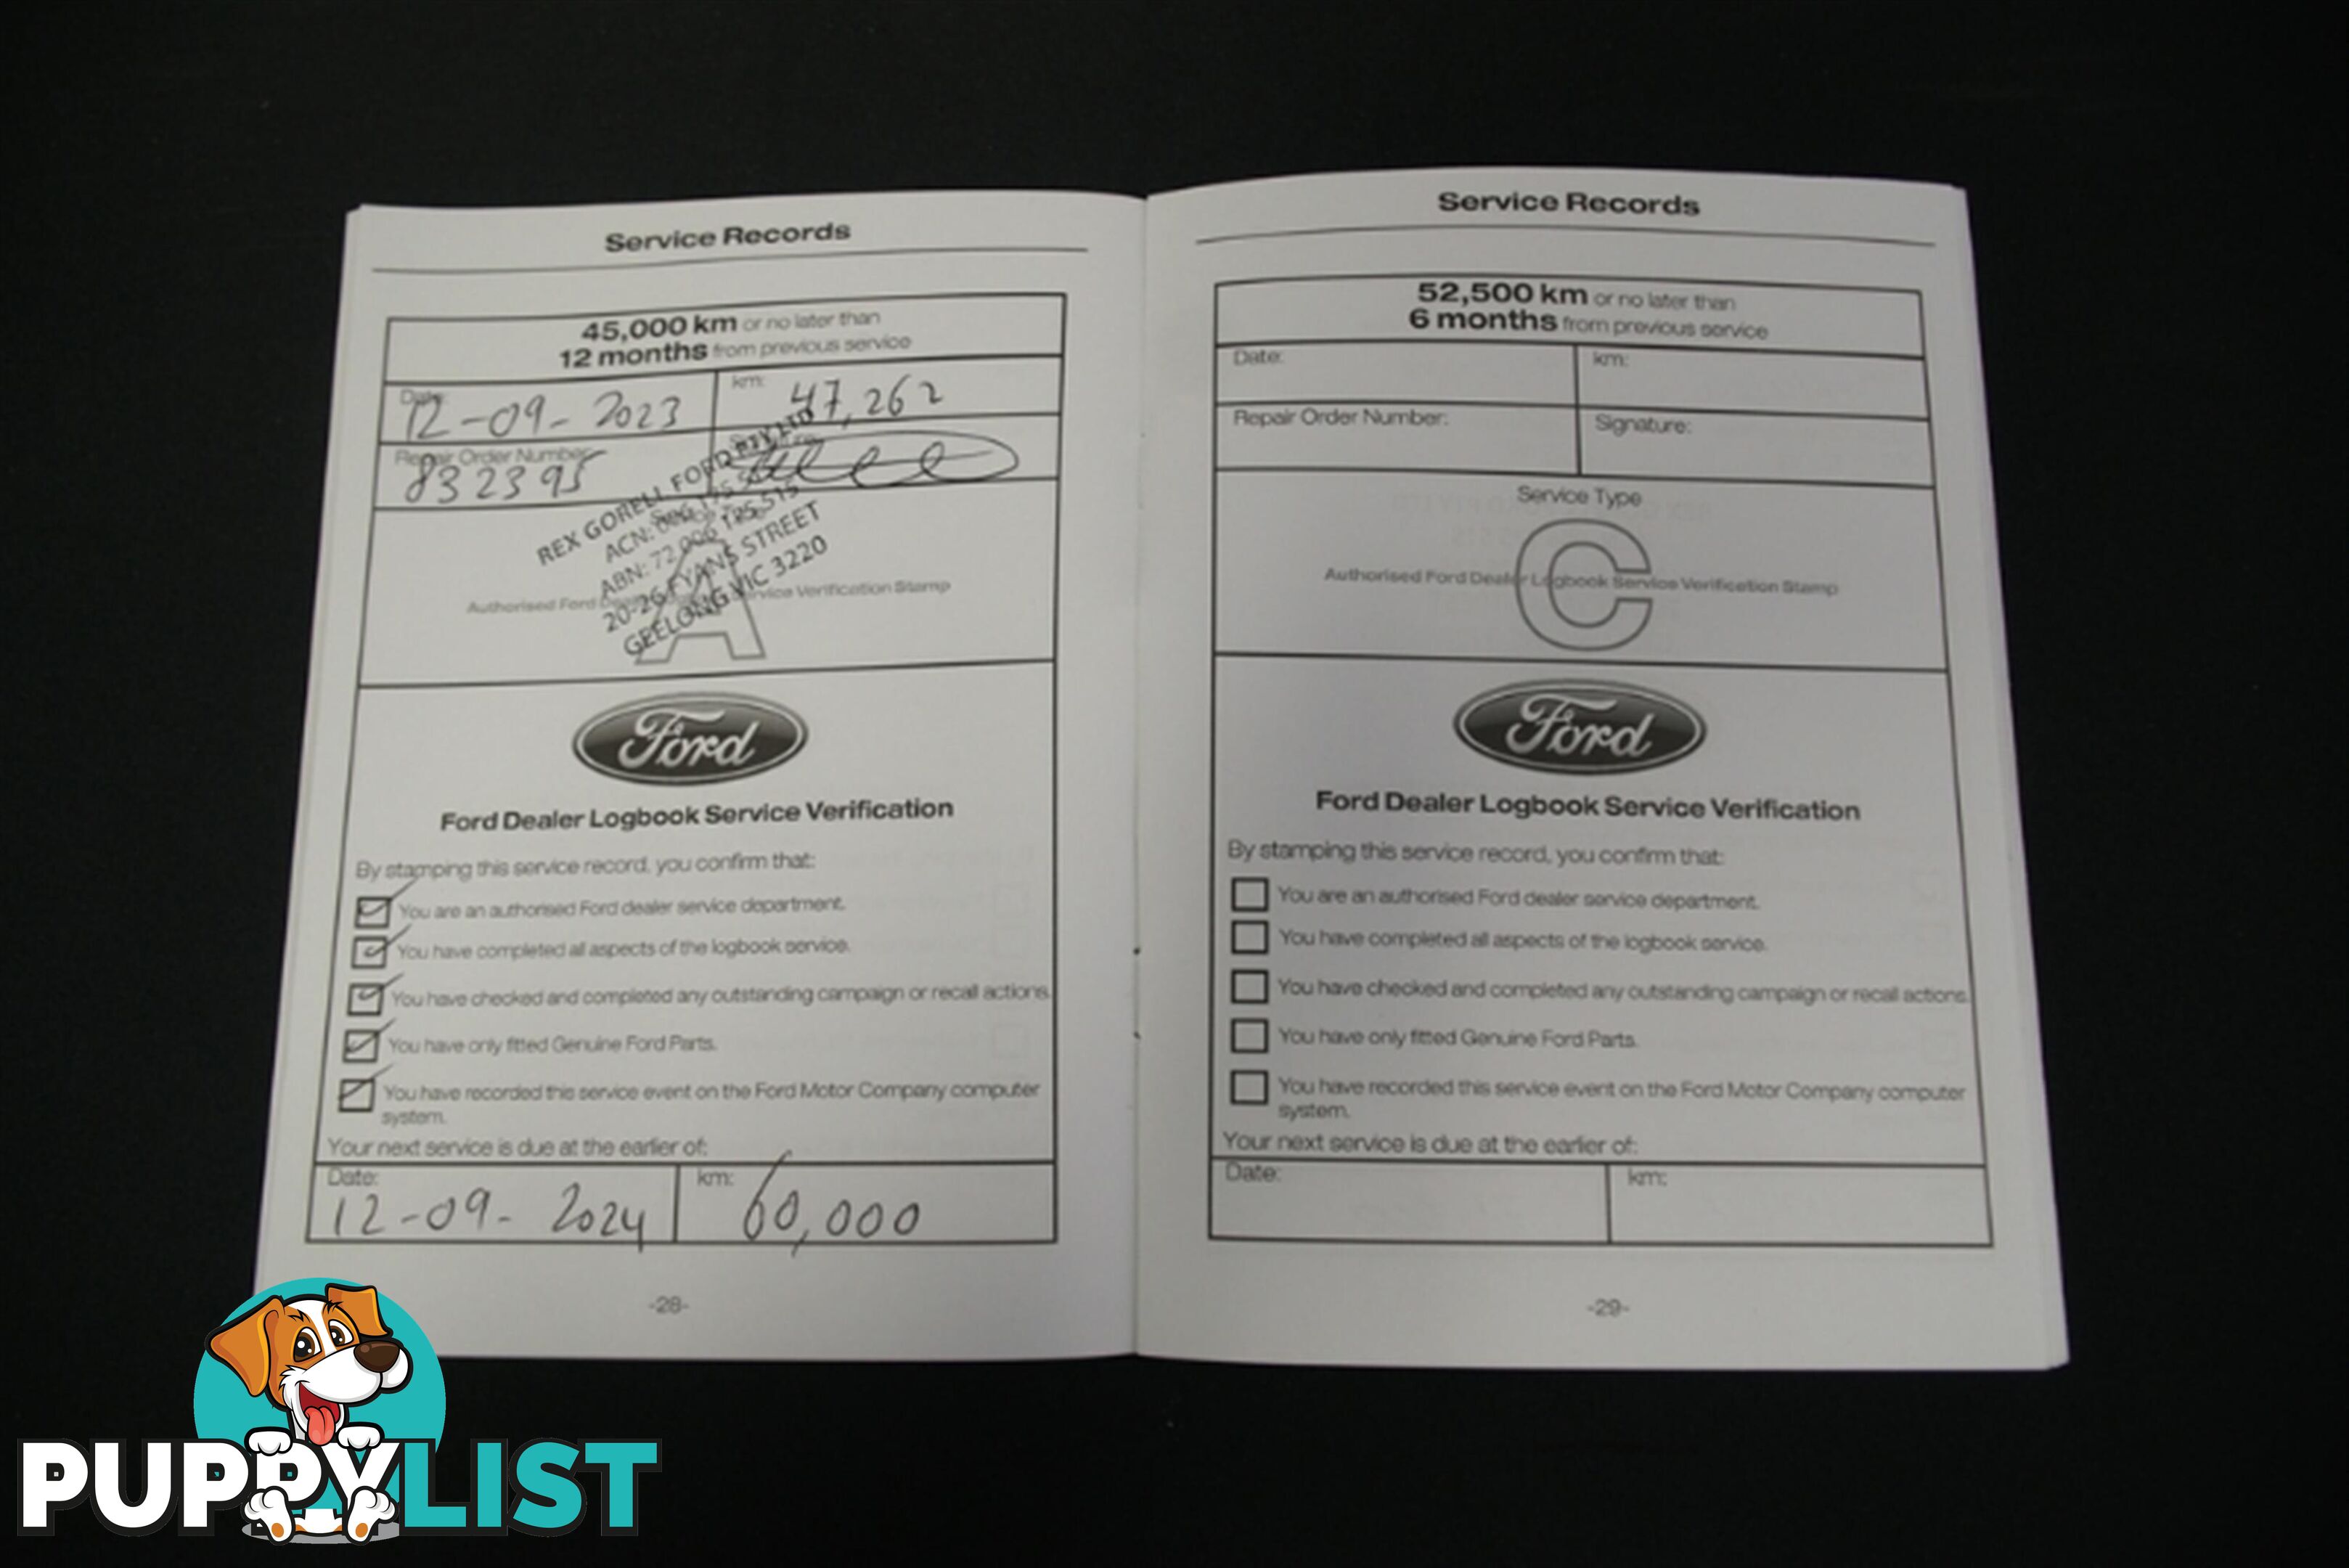 Service Records
45,000 km or no later than
12 months from previous service
Date: 12-09-2023 km: 47,262
Repair Order Number: 832395
REX GORELL FORD PTY LTD
ABN: 72 006 195 515
20-26 FYANS STREET
GEELONG VIC 3220
A
Authorised Ford Service Verification Stamp
Ford
Ford Dealer Logbook Service Verification
By stamping this service record, you confirm that:
You are an authorised Ford dealer service department.
You have completed all aspects of the logbook service.
You have checked and completed any outstanding campaign or recall actions.
You have only fitted Genuine Ford Parts.
You have recorded this service event on the Ford Motor Company computer
system.
Your next service is due at the earlier of:
Date: 12-09-2024 km: 60,000
-28-
Service Records
52,500 km or no later than
6 months from previous service
Date: km:
Repair Order Number: Signature:
Service Type
C
Authorised Ford Dealer Logbook Service Verification Stamp
Ford
Ford Dealer Logbook Service Verification
By stamping this service record, you confirm that:
You are an authorised Ford dealer service department.
You have completed all aspects of the logbook service.
You have checked and completed any outstanding campaign or recall actions.
You have only fitted Genuine Ford Parts.
You have recorded this service event on the Ford Motor Company computer
system.
Your next service is due at the earlier of:
Date: km:
-29-
PUPPYLIST